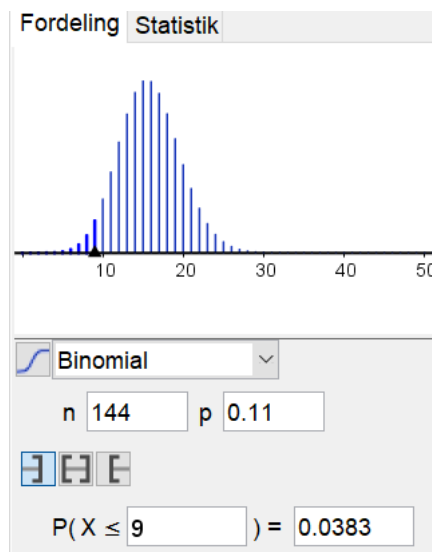 Fordeling Statistik
10 20 30 40 50
Binomial
n 144 p 0.11
P( X ≤ 9 ) = 0.0383